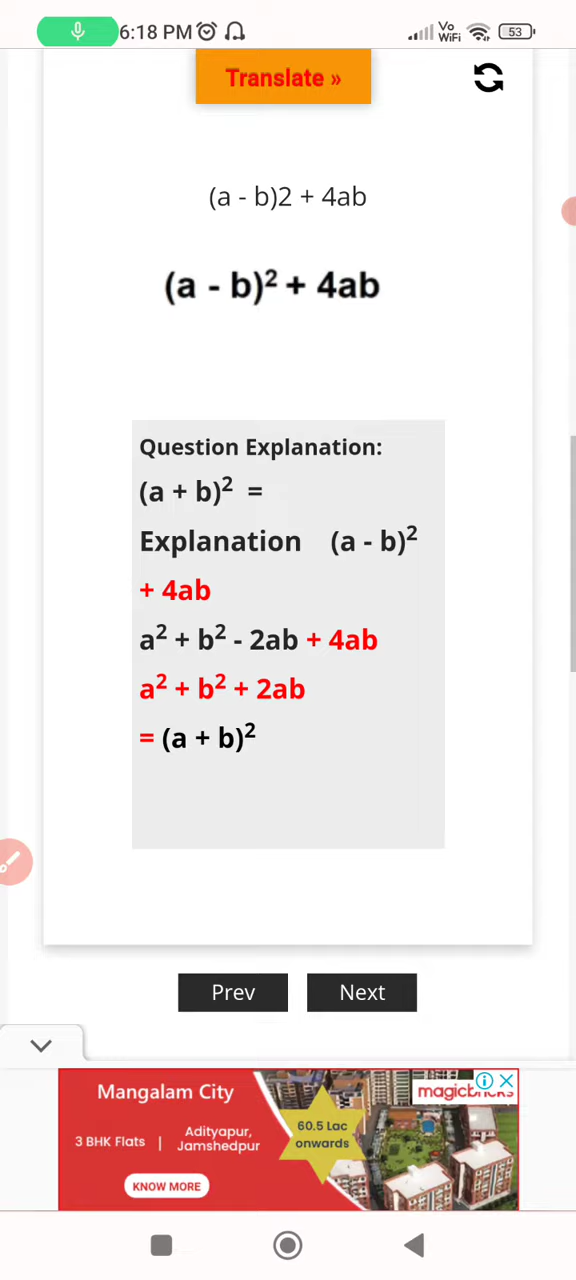 6:18 PM
Vo
WiFi
53
Translate »
(a - b)2 + 4ab
(a - b)² + 4ab
Question Explanation:
(a + b)² =
Explanation (a - b)²
+ 4ab
a² + b² - 2ab + 4ab
a² + b² + 2ab
= (a + b)²
Prev
Next
Mangalam City
3 BHK Flats | Adityapur,
Jamshedpur
KNOW MORE
60.5 Lac
onwards
magicbricks